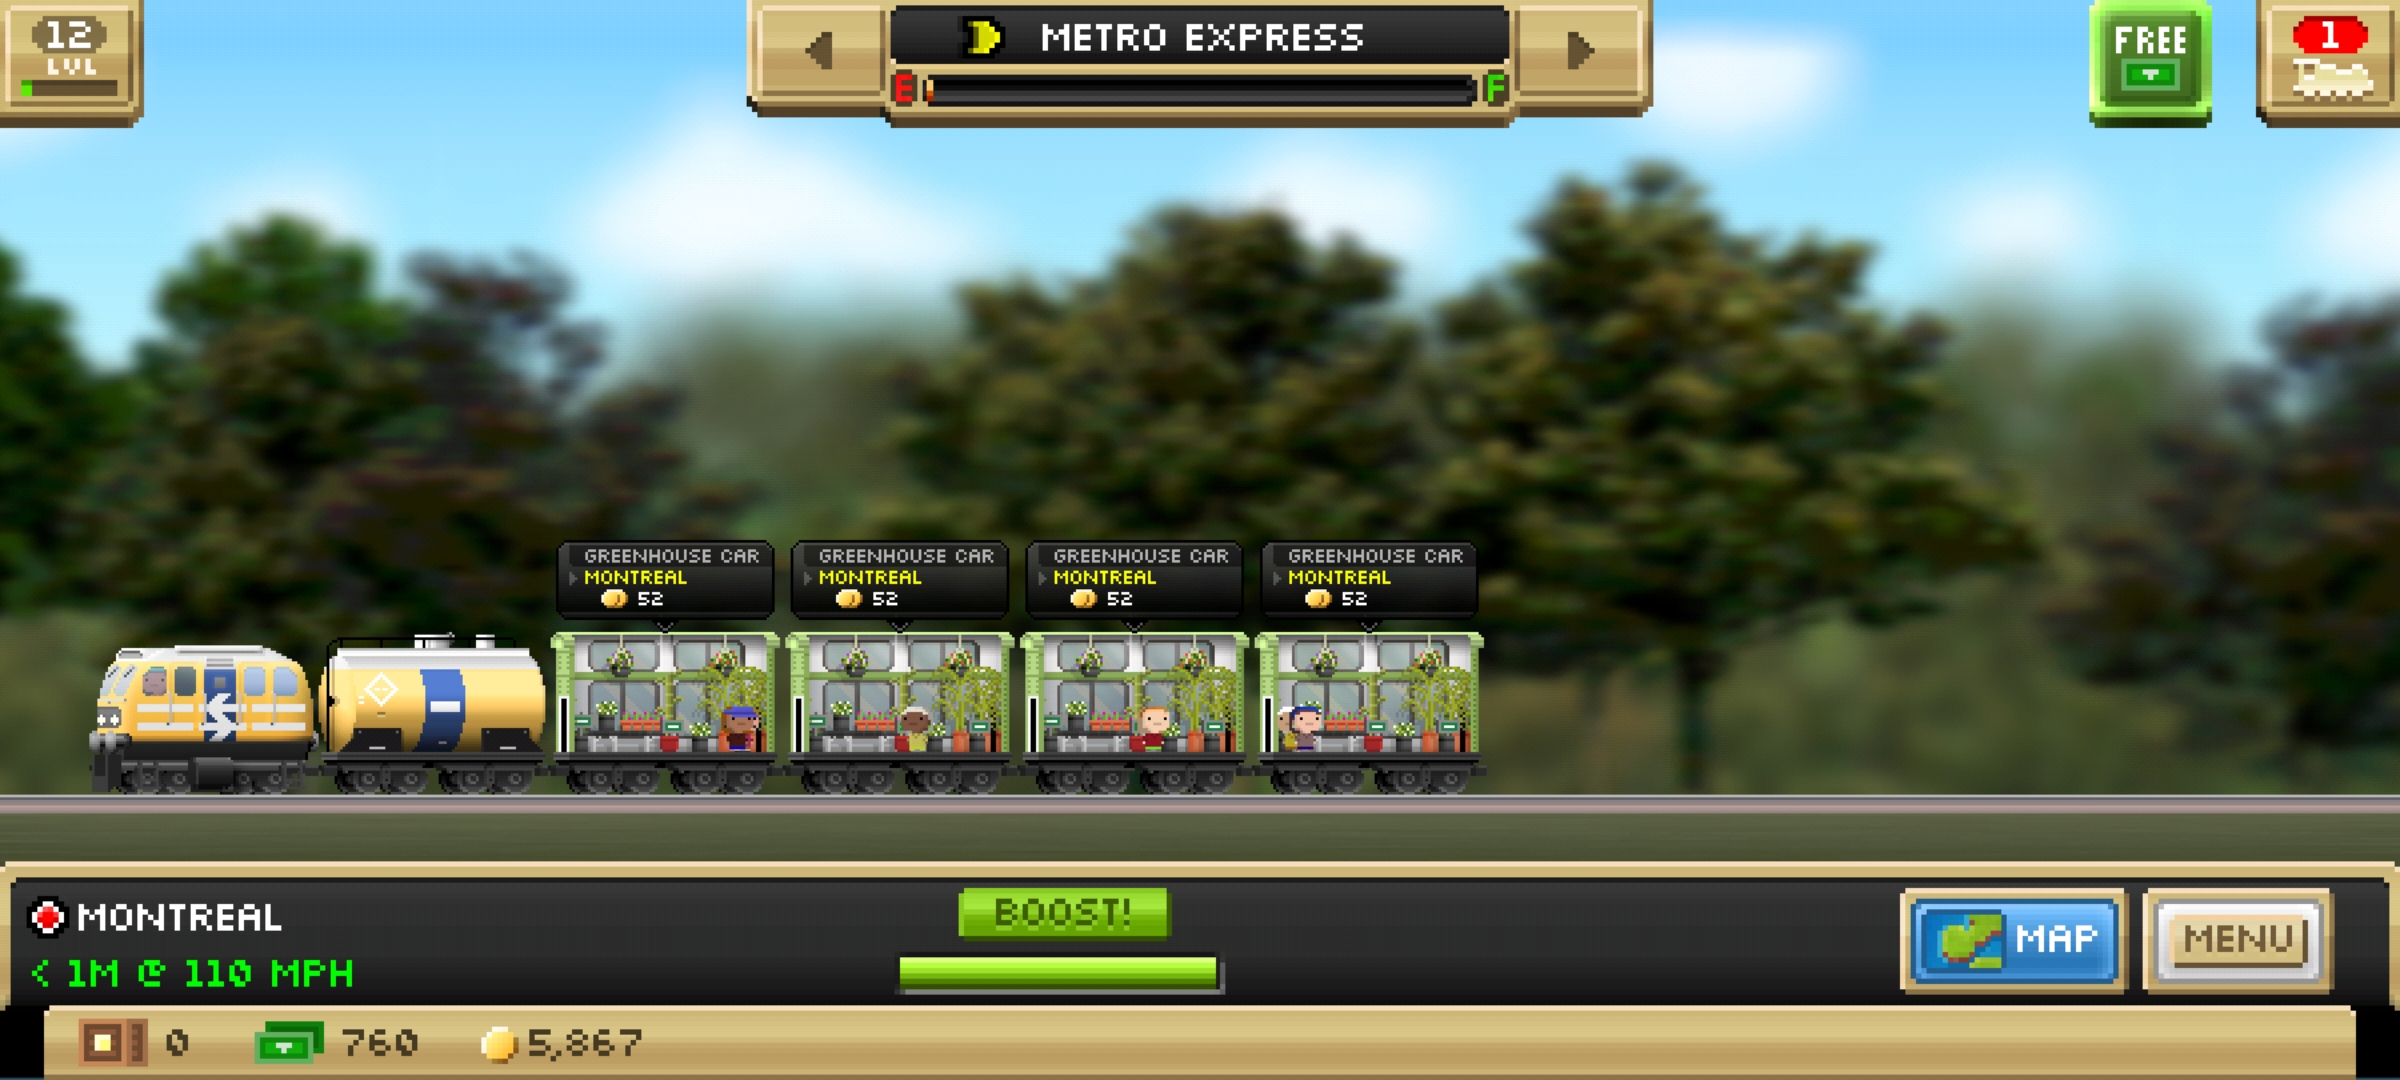 12
LVL
METRO EXPRESS
E F
FREE
1
GREENHOUSE CAR
MONTREAL
52
GREENHOUSE CAR
MONTREAL
52
GREENHOUSE CAR
MONTREAL
52
GREENHOUSE CAR
MONTREAL
52
MONTREAL
< 1M @ 110 MPH
BOOST!
MAP
MENU
0
760
5,867